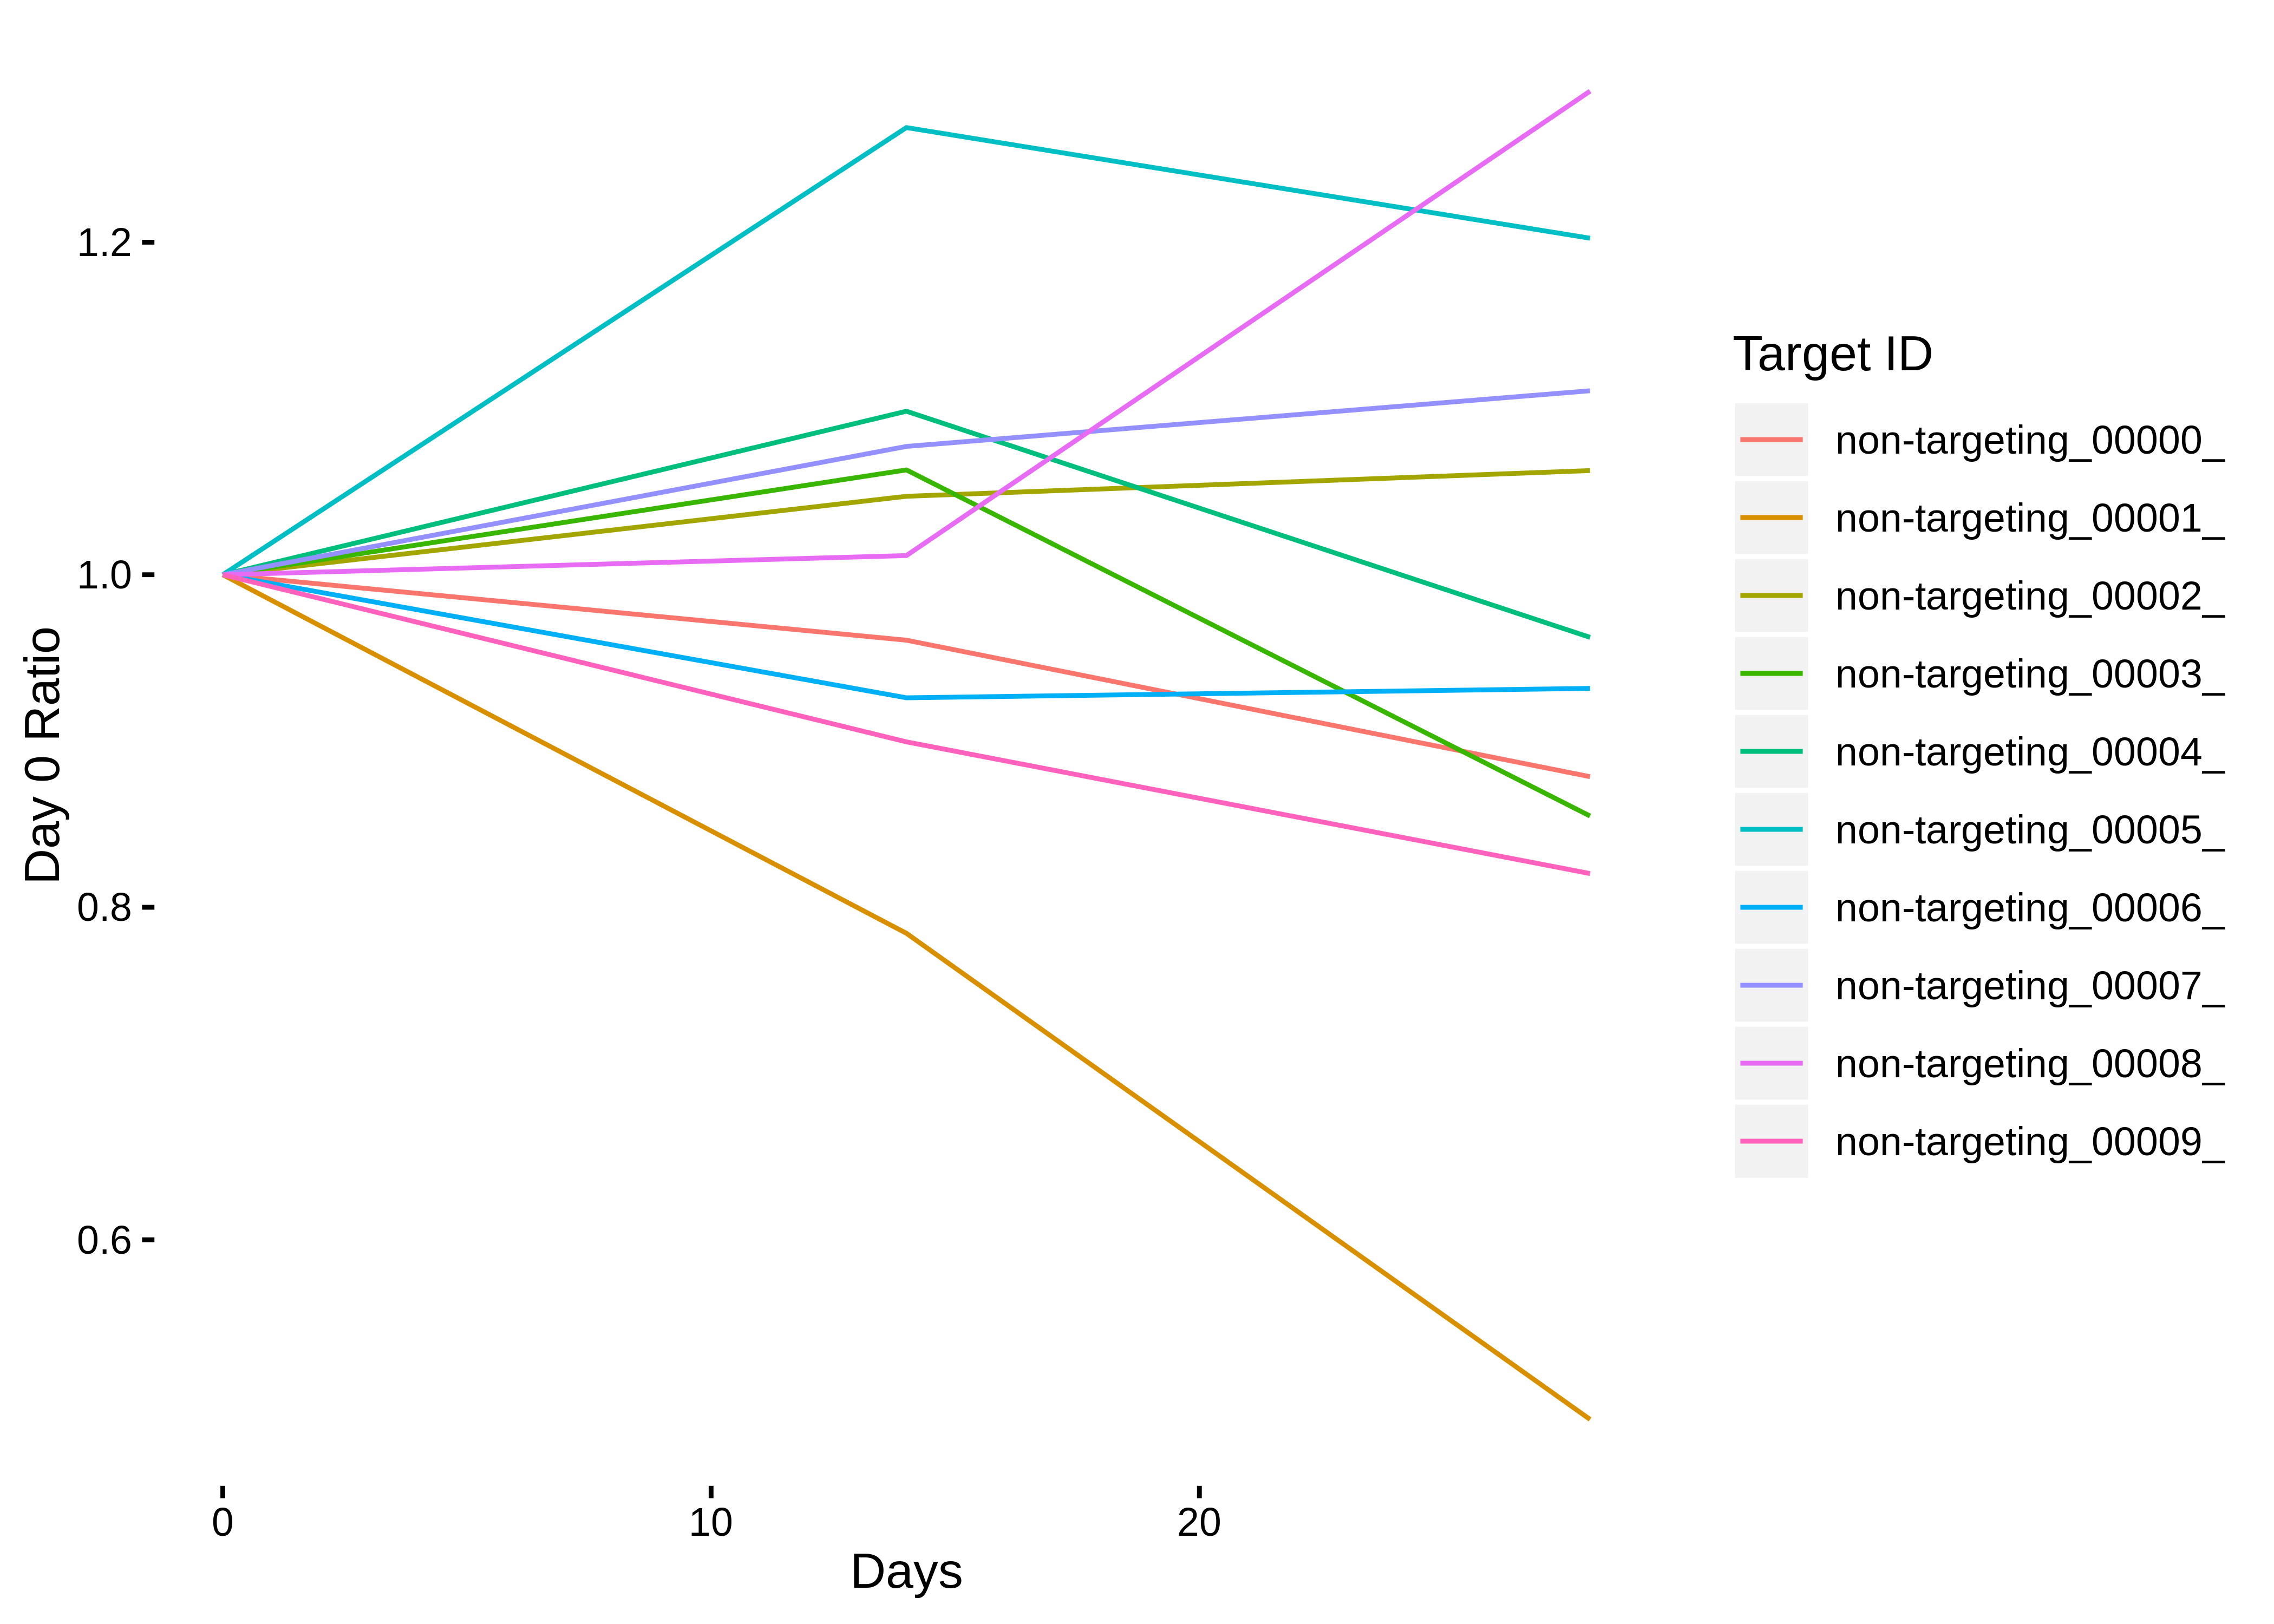 1.2
1.0
0.8
0.6
Day 0 Ratio
0
10
20
Days
Target ID
non-targeting_00000_
non-targeting_00001_
non-targeting_00002_
non-targeting_00003_
non-targeting_00004_
non-targeting_00005_
non-targeting_00006_
non-targeting_00007_
non-targeting_00008_
non-targeting_00009_